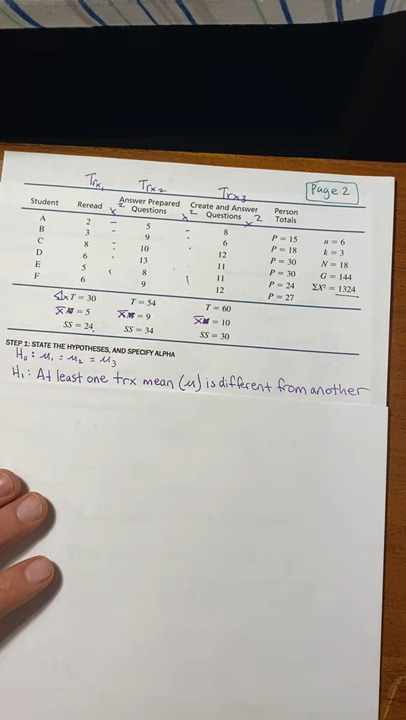 Trx₁ Trx₂ Trx₃
Page 2
Student Reread X² Answer Prepared Questions X² Create and Answer Questions X² Person Totals
A 2 – 5 – 8 P = 15 n = 6
B 3 – 9 6 P = 18 k = 3
C 8 10 12 P = 30 N = 18
D 6 13 11 P = 30 G = 144
E 5 8 11 P = 24 ΣX² = 1324
F 6 9 12 P = 27
T = 30 T = 54 T = 60
X̄ M = 5 X̄ M = 9 X̄ M = 10
SS = 24 SS = 34 SS = 30
STEP 1: STATE THE HYPOTHESES, AND SPECIFY ALPHA
H₀ : μ₁ = μ₂ = μ₃
H₁ : At least one trx mean (μ) is different from another